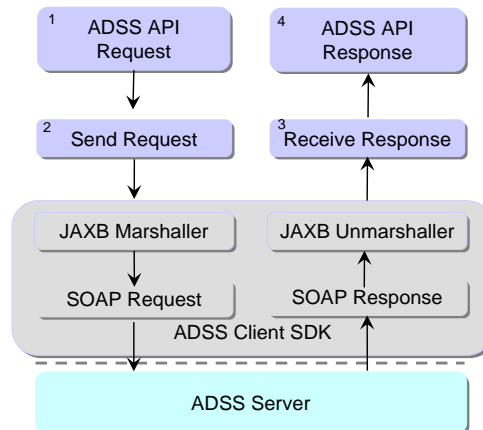 1
ADSS API
Request
4
ADSS API
Response
2
Send Request
3
Receive Response
JAXB Marshaller
JAXB Unmarshaller
SOAP Request
SOAP Response
ADSS Client SDK
ADSS Server